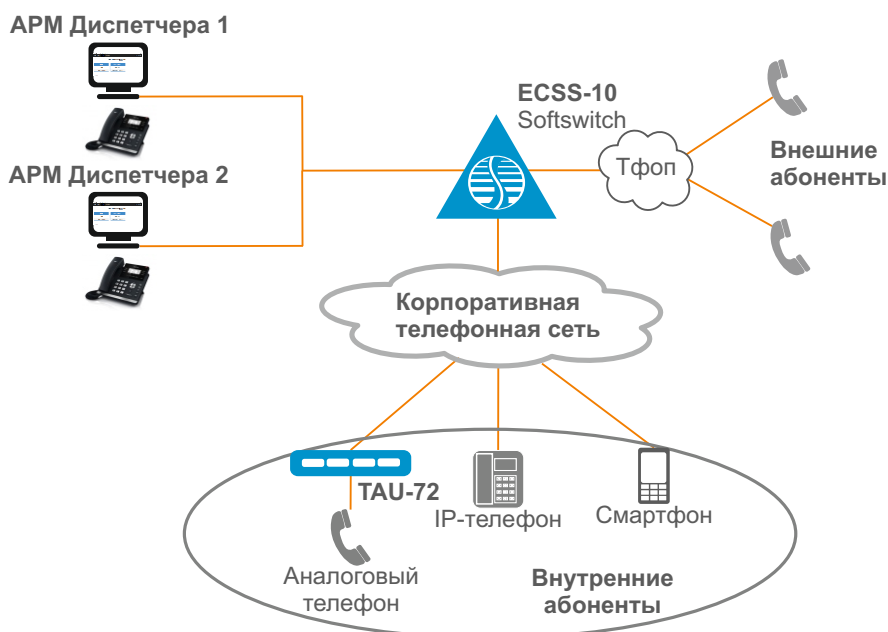 АРМ Диспетчера 1
ECSS-10
Softswitch
АРМ Диспетчера 2
Тфоп
Внешние
абоненты
Корпоративная
телефонная сеть
TAU-72
IP-телефон
Смартфон
Аналоговый
телефон
Внутренние
абоненты